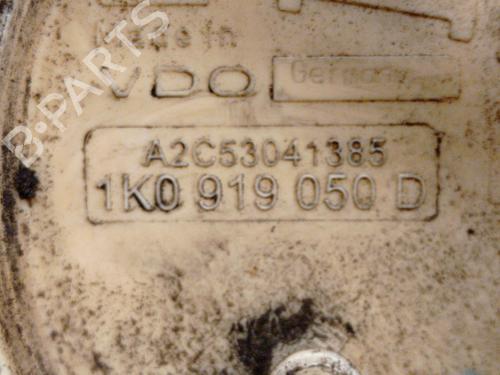 Made in
VDO Germany
A2C53041385
1K0 919 050 D
B-PARTS